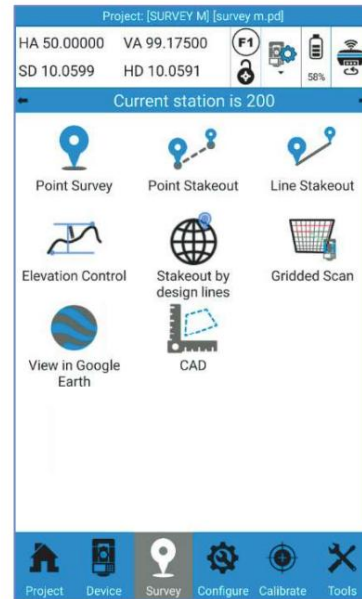 Project: [SURVEY M] [survey m.pd]
HA 50.00000 VA 99.17500
F1
SD 10.0599 HD 10.0591
58%
Current station is 200
Point Survey
Point Stakeout
Line Stakeout
Elevation Control
Stakeout by
design lines
Gridded Scan
View in Google
Earth
CAD
Project Device Survey Configure Calibrate Tools